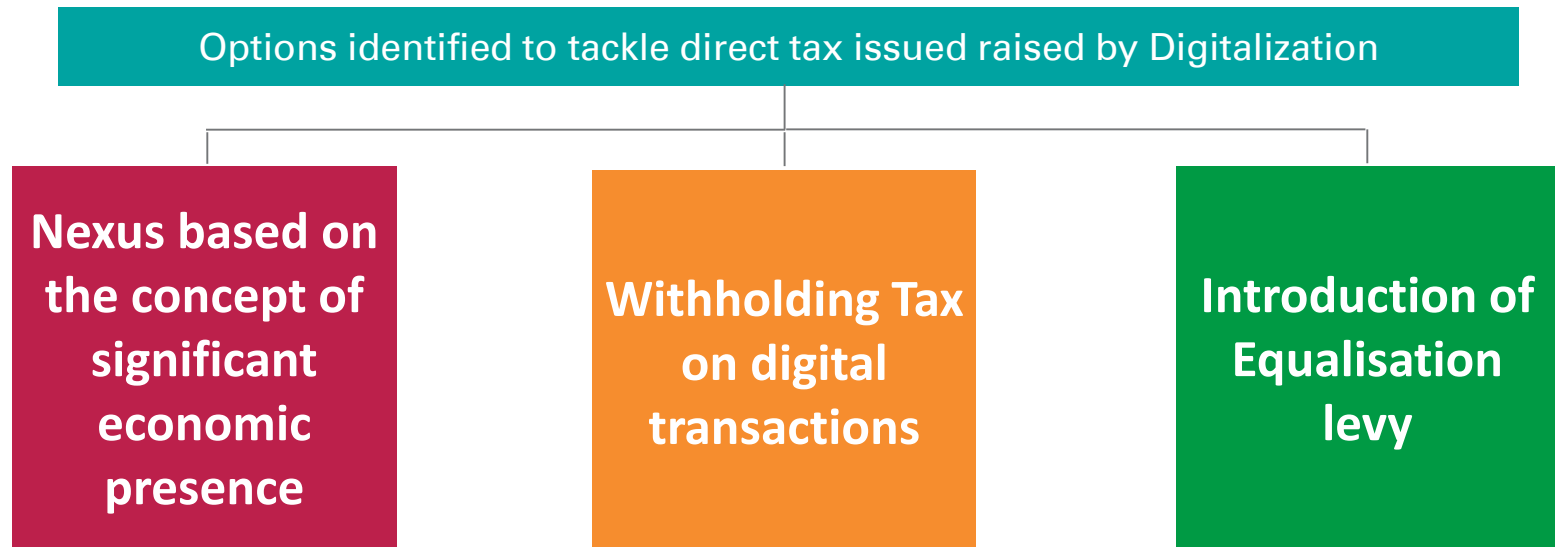 Options identified to tackle direct tax issued raised by Digitalization
Nexus based on
the concept of
significant
economic
presence
Withholding Tax
on digital
transactions
Introduction of
Equalisation
levy